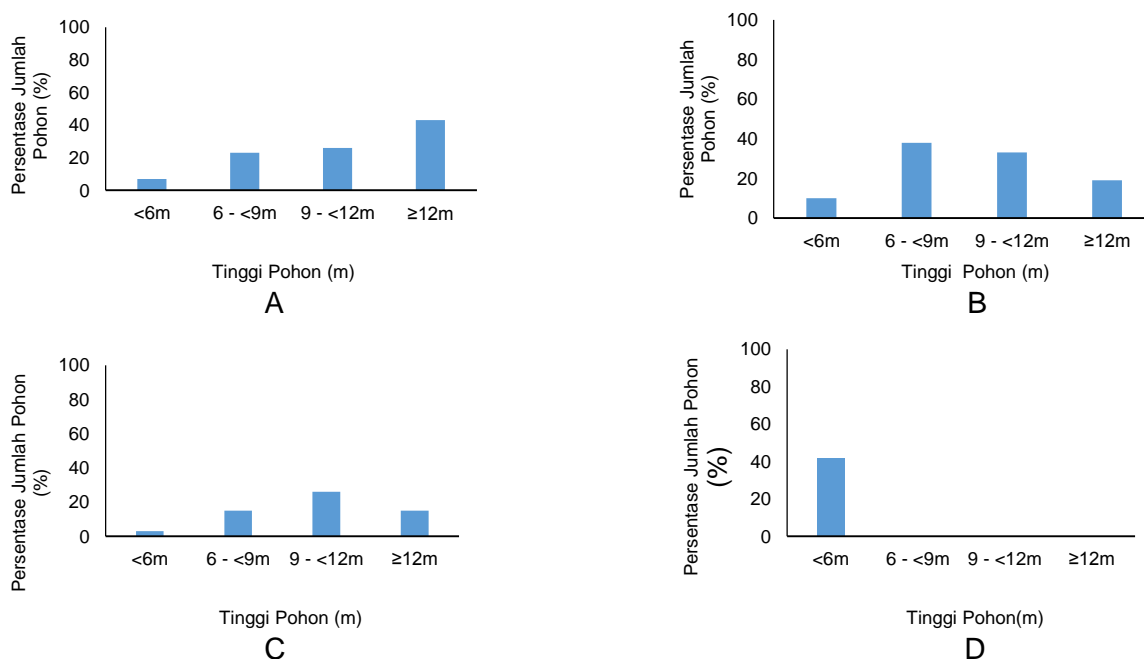 Persentase Jumlah
Pohon (%)
100
80
60
40
20
0
<6m 6 - <9m 9 - <12m ≥12m
Tinggi Pohon (m)
A
Persentase Jumlah
Pohon (%)
100
80
60
40
20
0
<6m 6 - <9m 9 - <12m ≥12m
Tinggi Pohon (m)
B
Persentase Jumlah Pohon
(%)
100
80
60
40
20
0
<6m 6 - <9m 9 - <12m ≥12m
Tinggi Pohon (m)
C
Persentase Jumlah Pohon
(%)
100
80
60
40
20
0
<6m 6 - <9m 9 - <12m ≥12m
Tinggi Pohon(m)
D